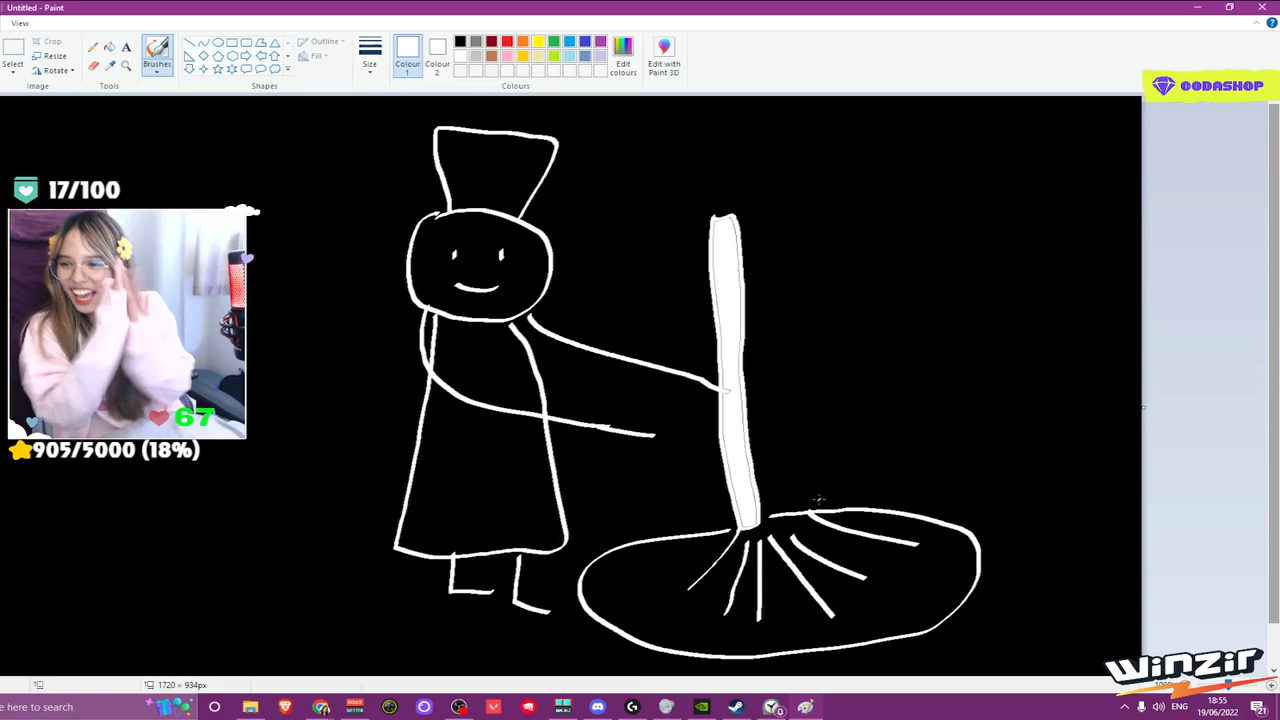 Untitled - Paint
View
Select
Crop
Resize
Rotate
Image
A
Tools
Brushes
Outline
Fill
Shapes
Size
Colour 1
Colour 2
Edit colours
Colours
Edit with Paint 3D
CODASHOP
17/100
67
905/5000 (18%)
WINZIR
1720 × 934px
here to search
ENG
18:55
19/06/2022
21